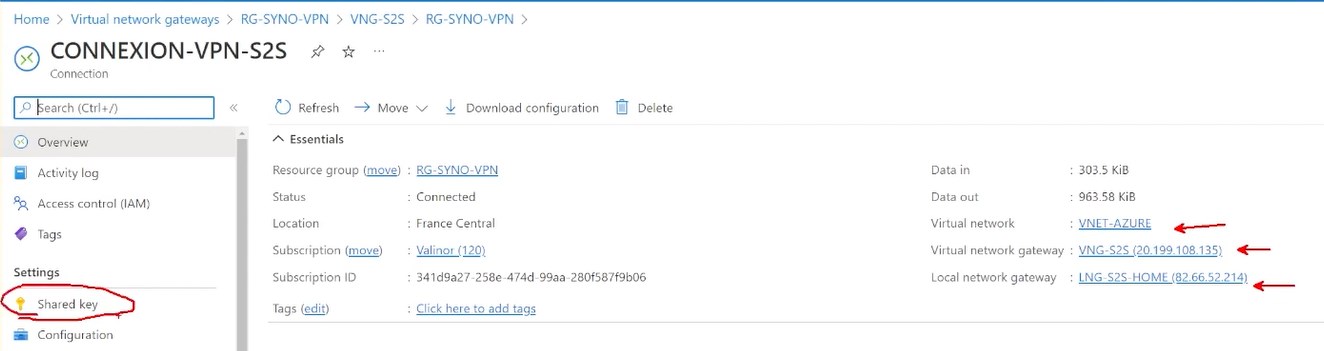 Home > Virtual network gateways > RG-SYNO-VPN > VNG-S2S > RG-SYNO-VPN >
CONNEXION-VPN-S2S ...
Connection
Search (Ctrl+/) «
Overview
Activity log
Access control (IAM)
Tags
Settings
Shared key
Configuration
Refresh Move Download configuration Delete
Essentials
Resource group (move) : RG-SYNO-VPN
Status : Connected
Location : France Central
Subscription (move) : Valinor (120)
Subscription ID : 341d9a27-258e-474d-99aa-280f587f9b06
Tags (edit) : Click here to add tags
Data in : 303.5 KiB
Data out : 963.58 KiB
Virtual network : VNET-AZURE
Virtual network gateway : VNG-S2S (20.199.108.135)
Local network gateway : LNG-S2S-HOME (82.66.52.214)